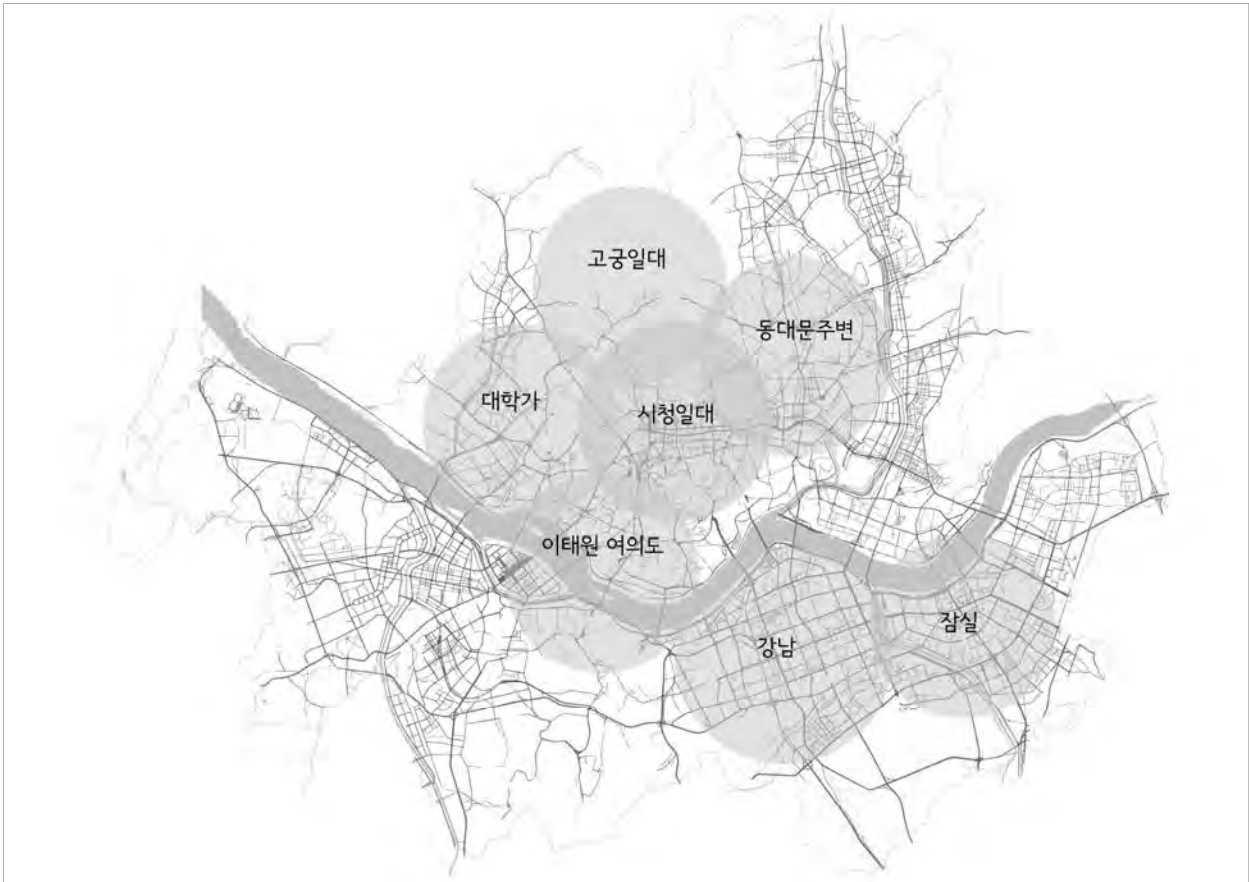 고궁일대
동대문주변
대학가
시청일대
이태원 여의도
잠실
강남